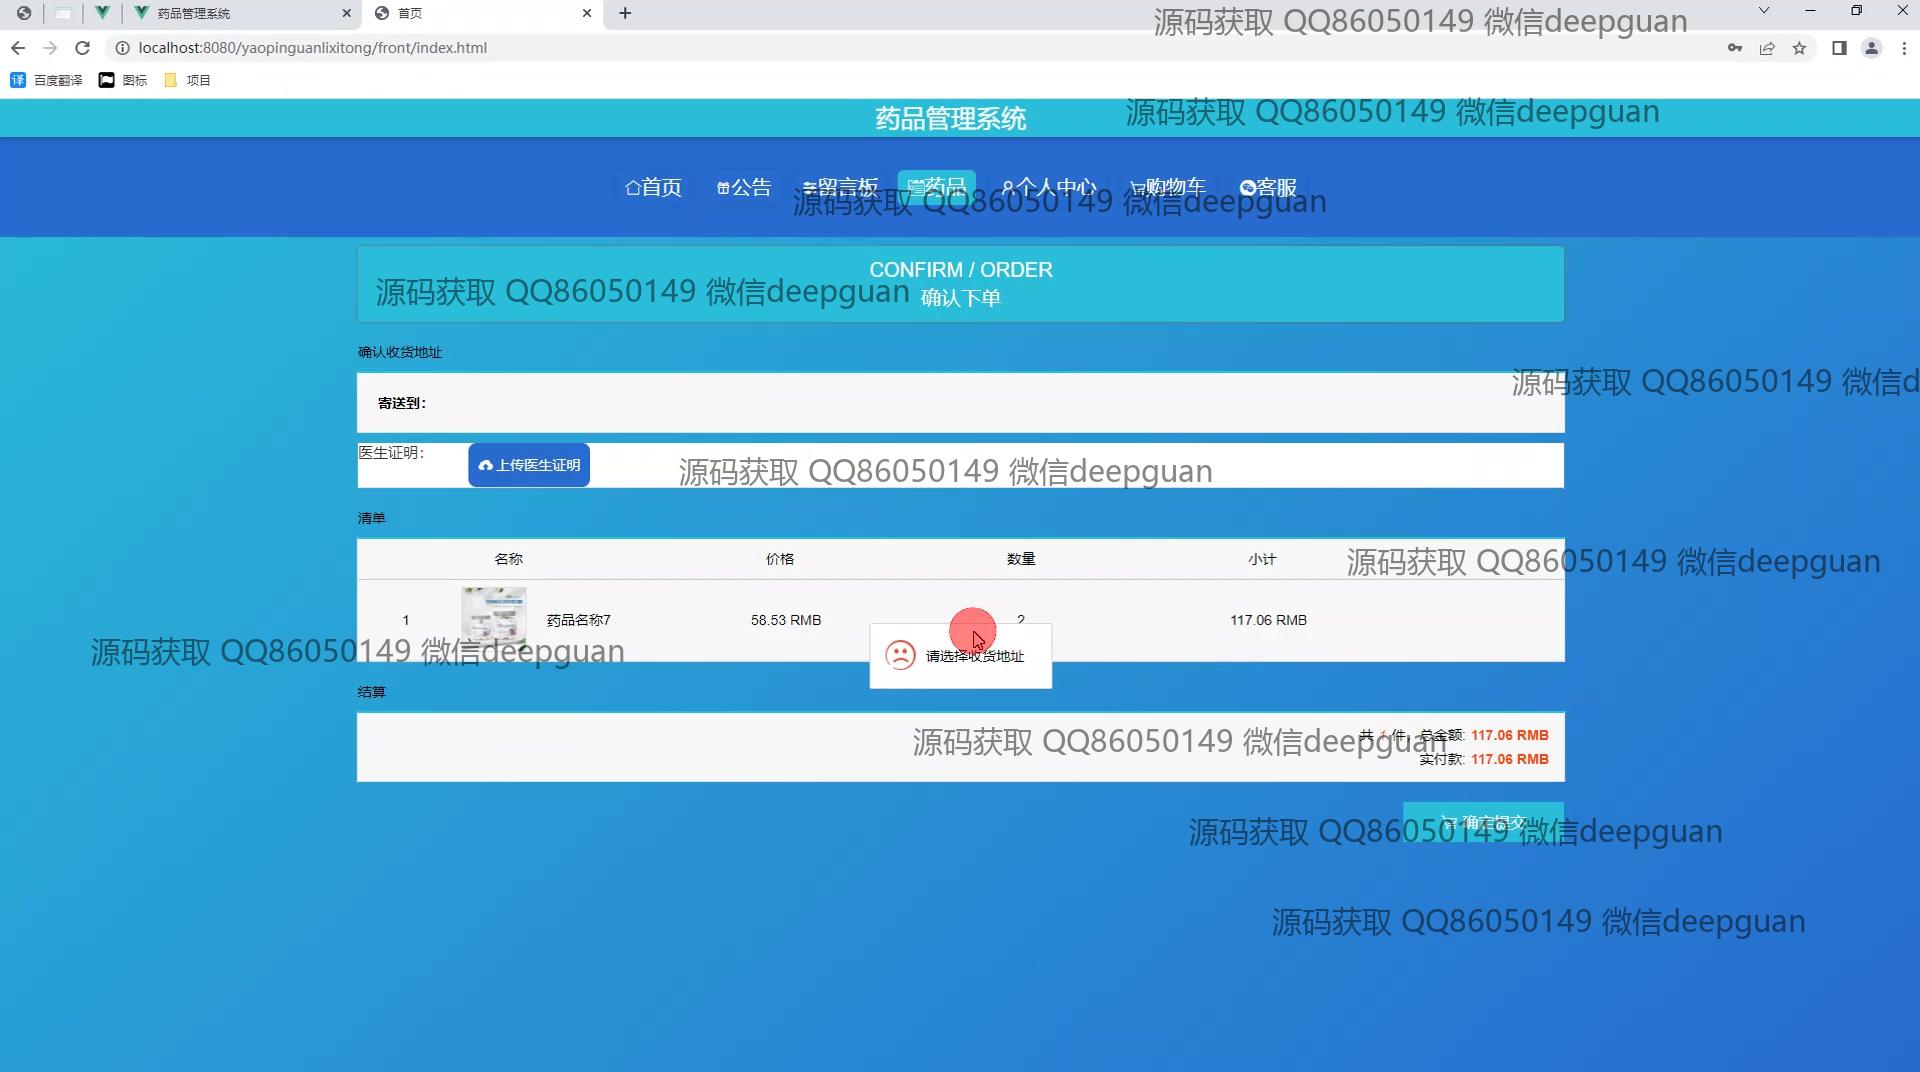 药品管理系统
首页
源码获取 QQ86050149 微信deepguan
localhost:8080/yaopinguanlixitong/front/index.html
百度翻译 图标 项目
药品管理系统
源码获取 QQ86050149 微信deepguan
首页 公告 留言板 药品 个人中心 购物车 客服
源码获取 QQ86050149 微信deepguan
CONFIRM / ORDER
源码获取 QQ86050149 微信deepguan
确认下单
确认收货地址
源码获取 QQ86050149 微信d
寄送到：
医生证明：
上传医生证明
源码获取 QQ86050149 微信deepguan
清单
名称 价格 数量 小计
源码获取 QQ86050149 微信deepguan
1 药品名称7 58.53 RMB 2 117.06 RMB
源码获取 QQ86050149 微信deepguan
请选择收货地址
结算
源码获取 QQ86050149 微信deepguan
共 1 件, 总金额: 117.06 RMB
实付款: 117.06 RMB
确定提交
源码获取 QQ86050149 微信deepguan
源码获取 QQ86050149 微信deepguan